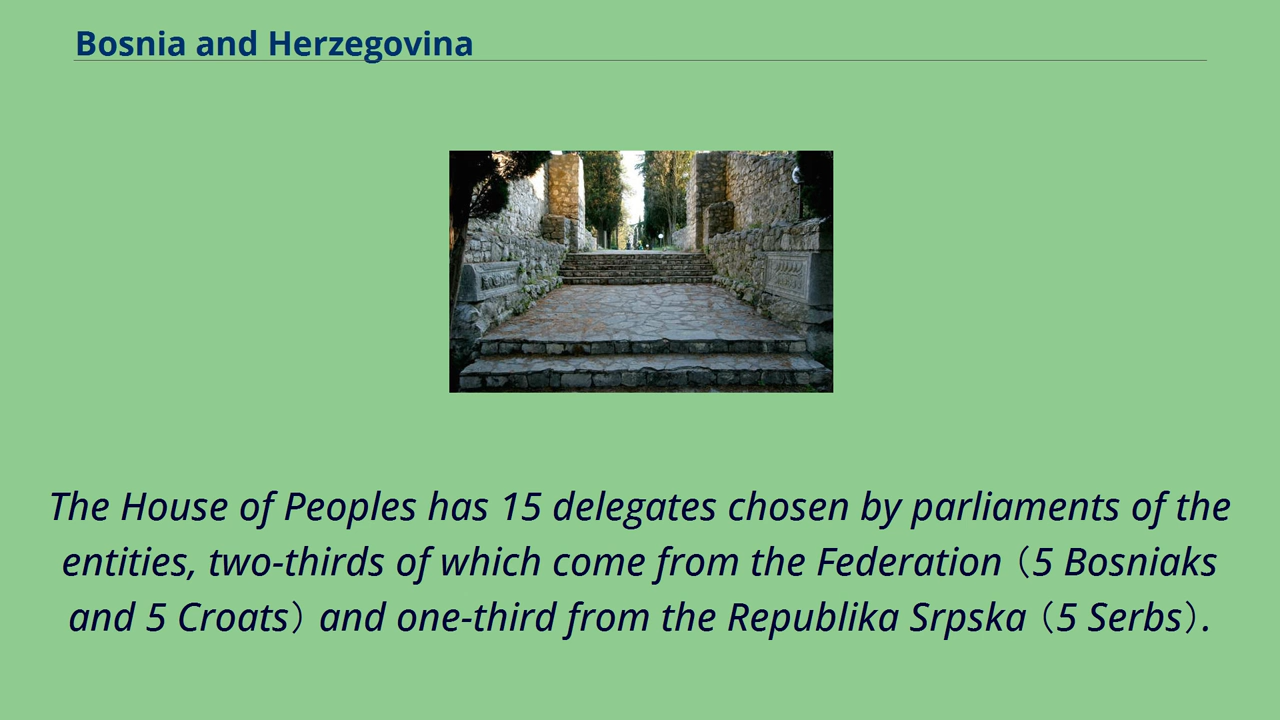 Bosnia and Herzegovina
The House of Peoples has 15 delegates chosen by parliaments of the
entities, two-thirds of which come from the Federation (5 Bosniaks
and 5 Croats) and one-third from the Republika Srpska (5 Serbs).